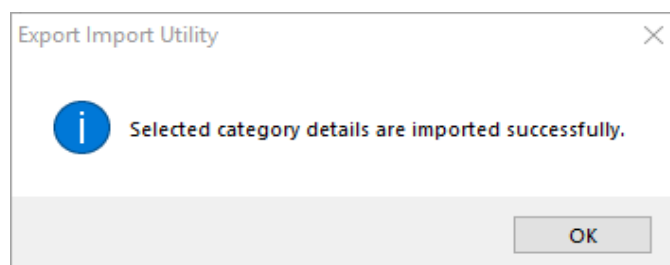 Export Import Utility
Selected category details are imported successfully.
OK